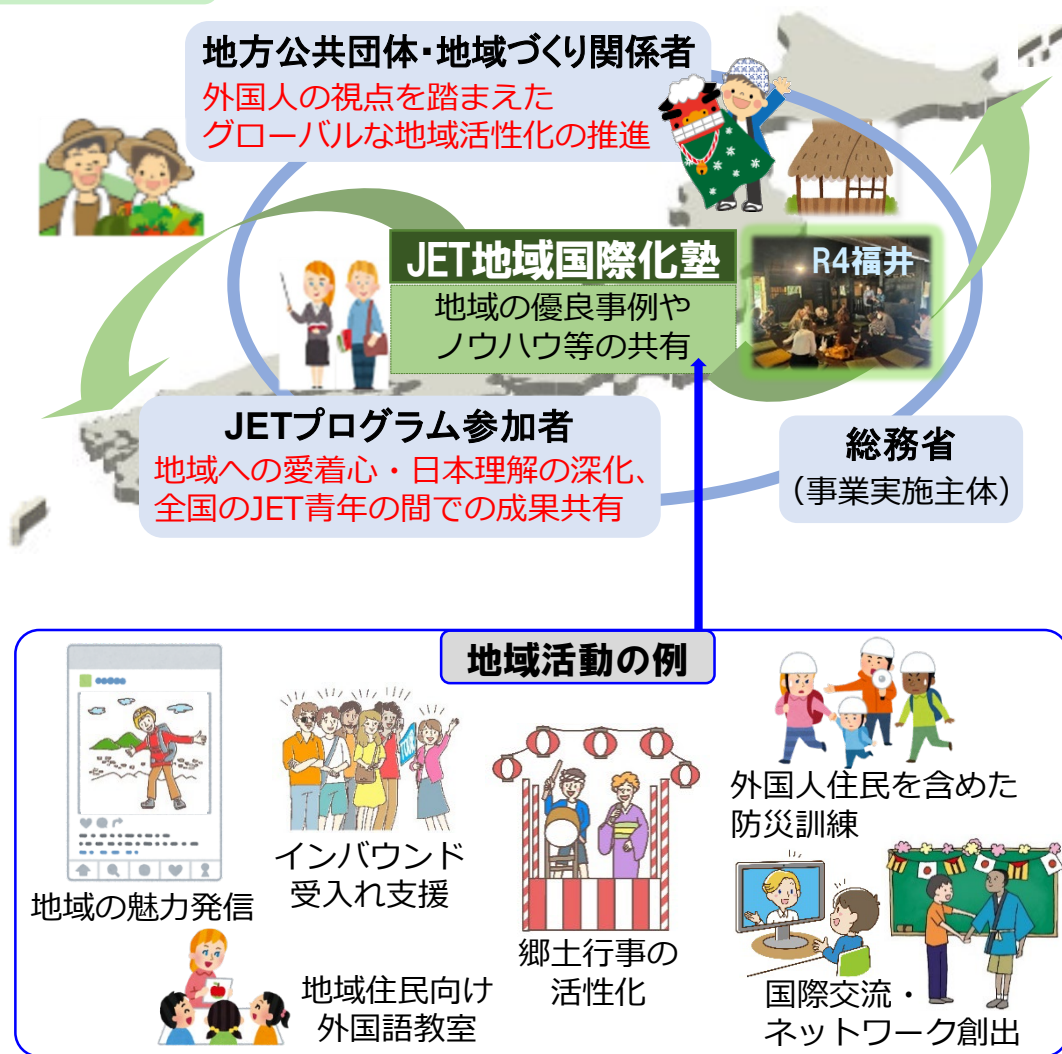 地方公共団体・地域づくり関係者
外国人の視点を踏まえた
グローバルな地域活性化の推進
JET地域国際化塾
地域の優良事例や
ノウハウ等の共有
R4福井
JETプログラム参加者
地域への愛着心・日本理解の深化、
全国のJET青年の間での成果共有
総務省
（事業実施主体）
地域活動の例
地域の魅力発信
インバウンド
受入れ支援
郷土行事の
活性化
外国人住民を含めた
防災訓練
地域住民向け
外国語教室
国際交流・
ネットワーク創出